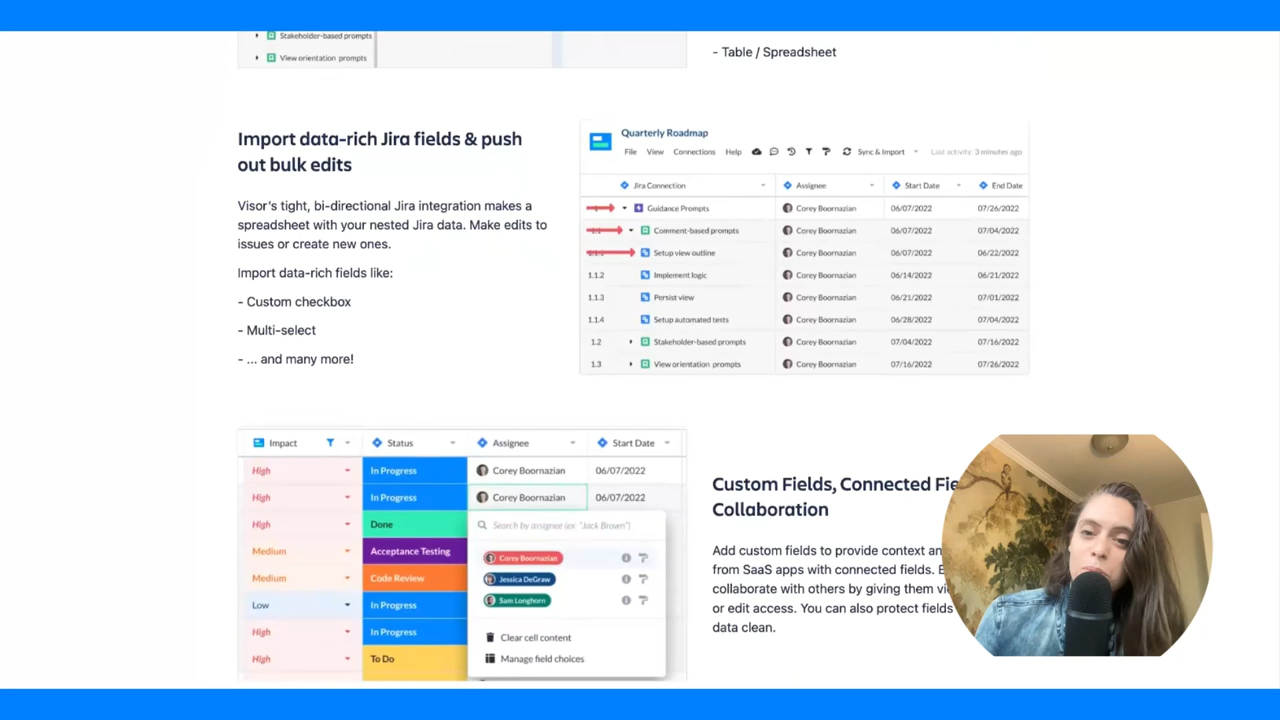 Stakeholder-based prompts
View orientation prompts
- Table / Spreadsheet
Import data-rich Jira fields & push
out bulk edits
Visor's tight, bi-directional Jira integration makes a
spreadsheet with your nested Jira data. Make edits to
issues or create new ones.
Import data-rich fields like:
- Custom checkbox
- Multi-select
- ... and many more!
Quarterly Roadmap
File View Connections Help Sync & Import Last activity: 3 minutes ago
Jira Connection Assignee Start Date End Date
Guidance Prompts Corey Boornazian 06/07/2022 07/26/2022
Comment-based prompts Corey Boornazian 06/07/2022 07/04/2022
Setup view outline Corey Boornazian 06/07/2022 06/22/2022
1.1.2 Implement logic Corey Boornazian 06/14/2022 06/21/2022
1.1.3 Persist view Corey Boornazian 06/21/2022 07/01/2022
1.1.4 Setup automated tests Corey Boornazian 06/28/2022 07/04/2022
1.2 Stakeholder-based prompts Corey Boornazian 07/04/2022 07/16/2022
1.3 View orientation prompts Corey Boornazian 07/16/2022 07/26/2022
Impact Status Assignee Start Date
High In Progress Corey Boornazian 06/07/2022
High In Progress Corey Boornazian 06/07/2022
High Done Search by assignee (ex: "Jack Brown")
Medium Acceptance Testing Corey Boornazian
Medium Code Review Jessica DeGraw
Low In Progress Sam Longhorn
High In Progress Clear cell content
High To Do Manage field choices
Custom Fields, Connected Fie
Collaboration
Add custom fields to provide context an
from SaaS apps with connected fields. E
collaborate with others by giving them vi
or edit access. You can also protect fields
data clean.